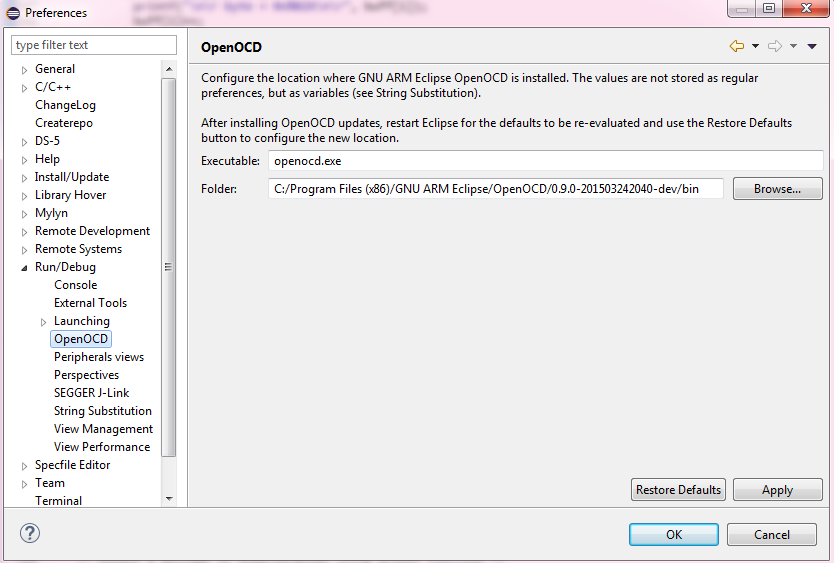 Preferences
type filter text
General
C/C++
ChangeLog
Createrepo
DS-5
Help
Install/Update
Library Hover
Mylyn
Remote Development
Remote Systems
Run/Debug
Console
External Tools
Launching
OpenOCD
Peripherals views
Perspectives
SEGGER J-Link
String Substitution
View Management
View Performance
Specfile Editor
Team
Terminal
OpenOCD
Configure the location where GNU ARM Eclipse OpenOCD is installed. The values are not stored as regular
preferences, but as variables (see String Substitution).
After installing OpenOCD updates, restart Eclipse for the defaults to be re-evaluated and use the Restore Defaults
button to configure the new location.
Executable: openocd.exe
Folder: C:/Program Files (x86)/GNU ARM Eclipse/OpenOCD/0.9.0-201503242040-dev/bin Browse...
Restore Defaults Apply
OK Cancel